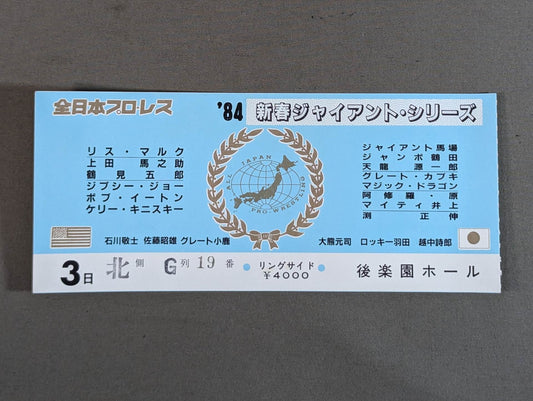 全日本プロ・レス
'84 新春ジャイアント・シリーズ
リス・マルク
上田馬之助
鶴見五郎
ジプシー・ジョー
ボブ・イートン
ケリー・キニスキー
ALL JAPAN
PRO-WRESTLING
ジャイアント馬場
ジャンボ鶴田
天龍源一郎
グレート・カブキ
マジック・ドラゴン
阿修羅・原
マイティ井上
渕正伸
石川敬士 佐藤昭雄 グレート小鹿
大熊元司 ロッキー羽田 越中詩郎
3日 北側 G列 19番 ●リングサイド● ¥4000 後楽園ホール